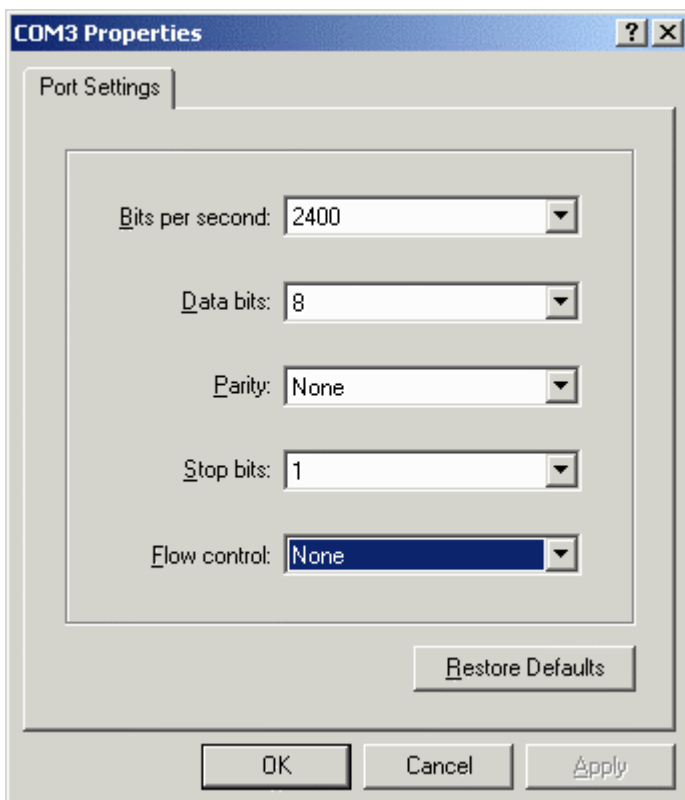 COM3 Properties
Port Settings
Bits per second: 2400
Data bits: 8
Parity: None
Stop bits: 1
Flow control: None
Restore Defaults
OK Cancel Apply